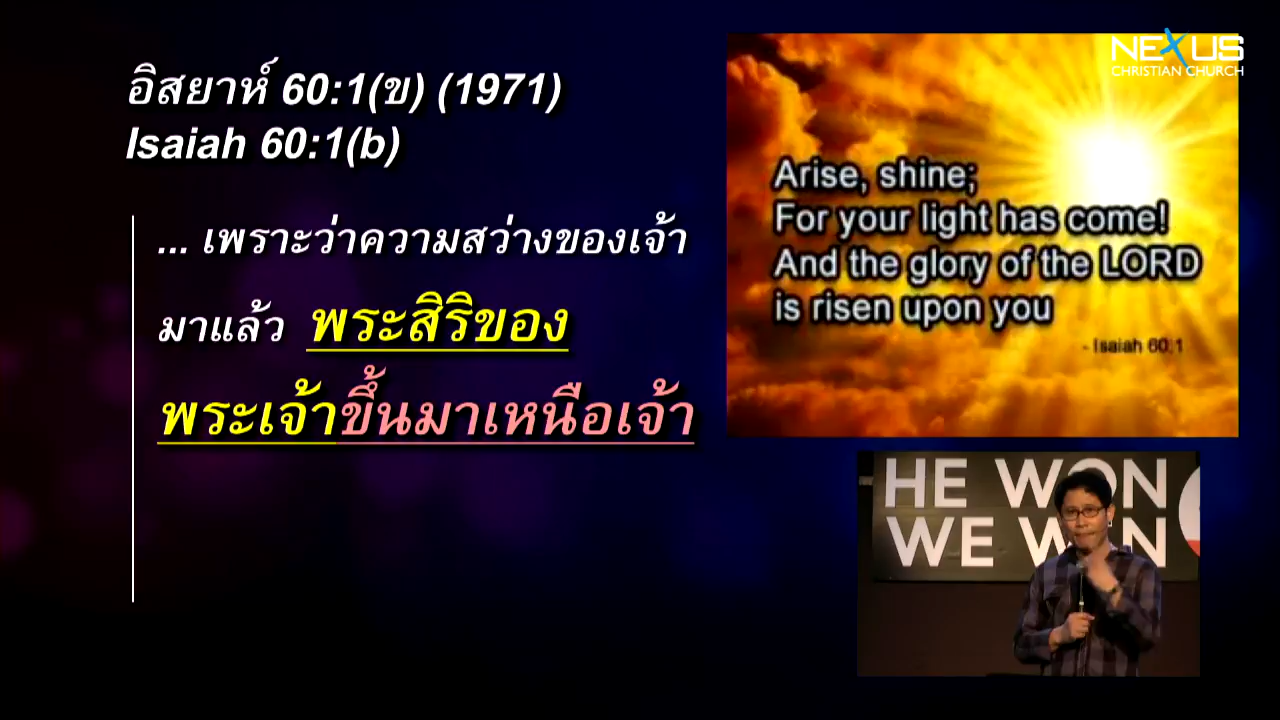 อิสยาห์ 60:1(ข) (1971)
Isaiah 60:1(b)
... เพราะว่าความสว่างของเจ้า
มาแล้ว พระสิริของ
พระเจ้าขึ้นมาเหนือเจ้า
NEXUS
CHRISTIAN CHURCH
Arise, shine;
For your light has come!
And the glory of the LORD
is risen upon you
- Isaiah 60:1
HE WON
WE WON